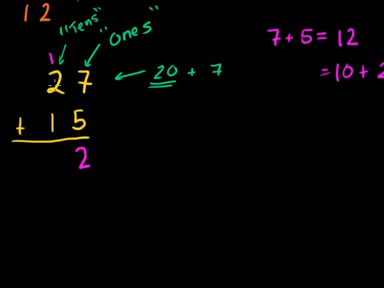 12
"Tens" "ones"
7 + 5 = 12
= 10 + 2
1
27
20 + 7
+ 15
2